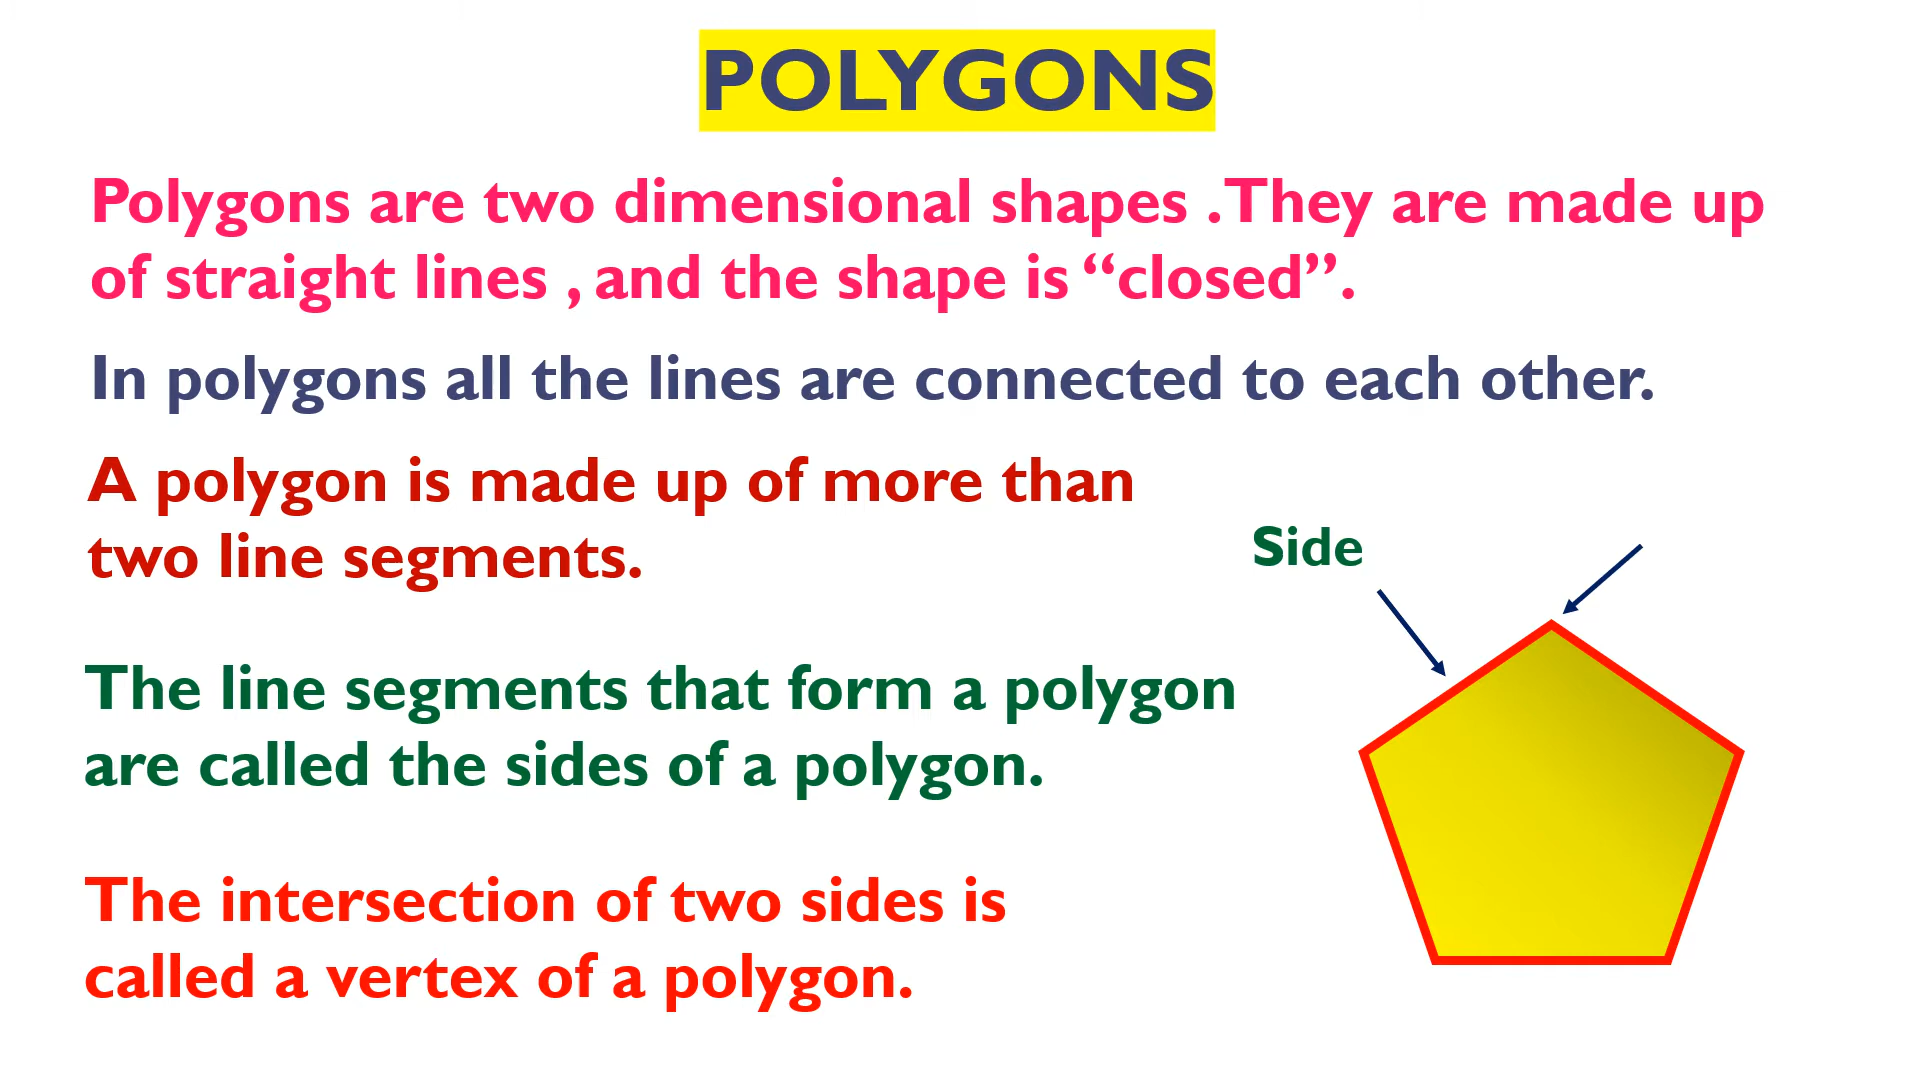 POLYGONS
Polygons are two dimensional shapes . They are made up
of straight lines , and the shape is “closed”.
In polygons all the lines are connected to each other.
A polygon is made up of more than
two line segments.
Side
The line segments that form a polygon
are called the sides of a polygon.
The intersection of two sides is
called a vertex of a polygon.